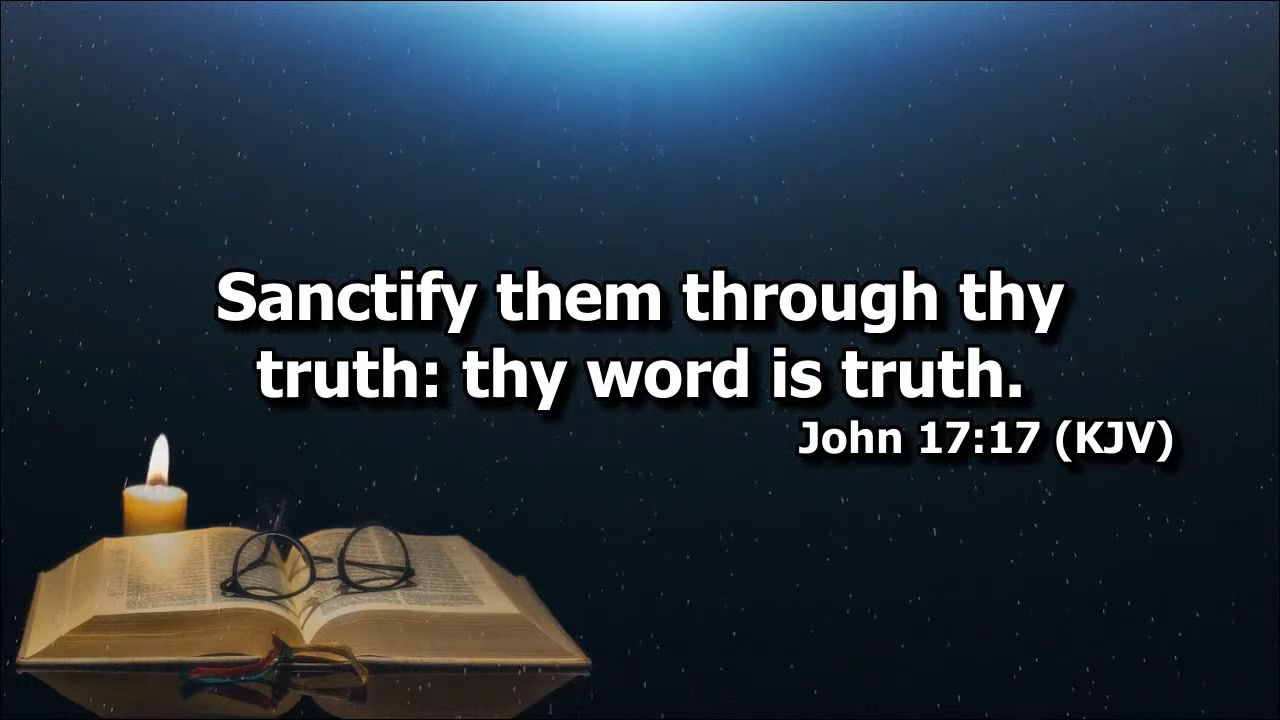 Sanctify them through thy
truth: thy word is truth.
John 17:17 (KJV)